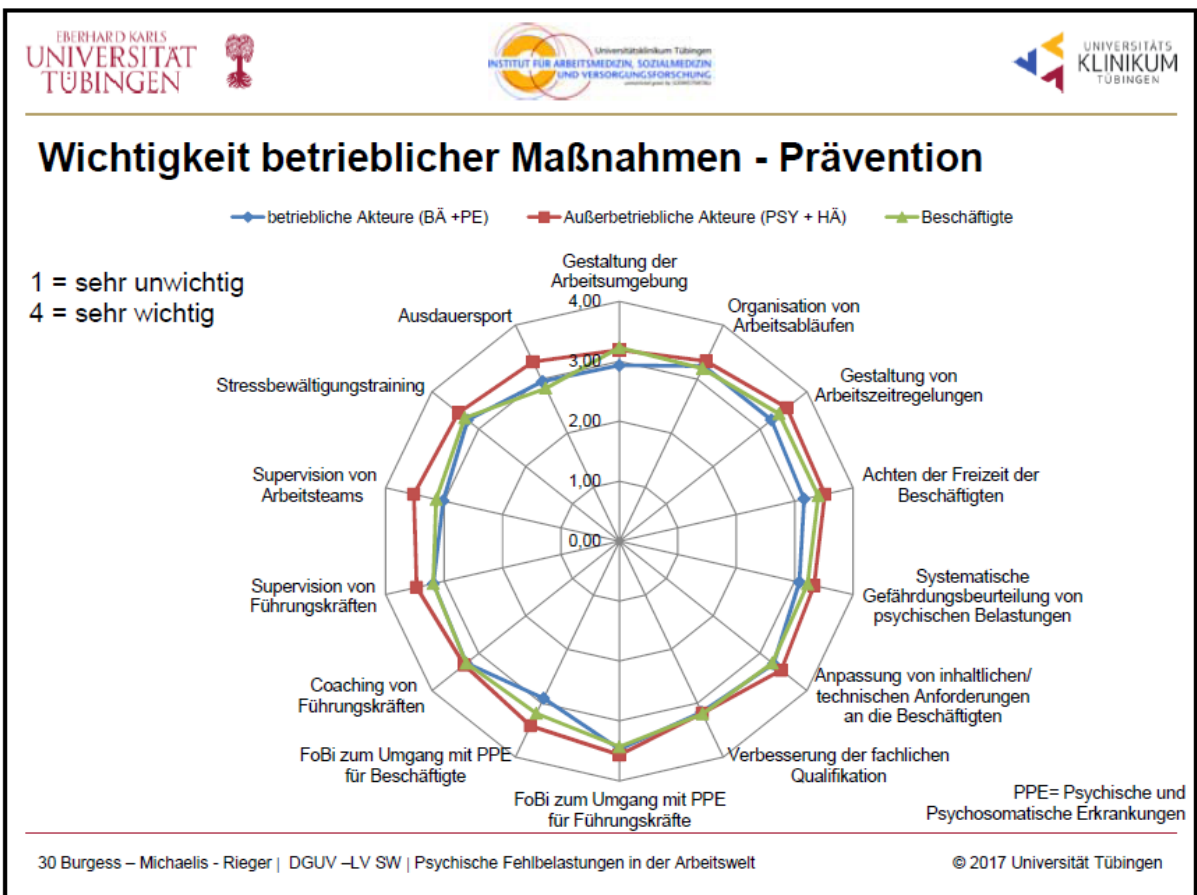 EBERHARD KARLS
UNIVERSITÄT
TÜBINGEN
Universitätsklinikum Tübingen
INSTITUT FÜR ARBEITSMEDIZIN, SOZIALMEDIZIN
UND VERSORGUNGSFORSCHUNG
UNIVERSITÄTS
KLINIKUM
TÜBINGEN
Wichtigkeit betrieblicher Maßnahmen - Prävention
betriebliche Akteure (BÄ +PE)
Außerbetriebliche Akteure (PSY + HÄ)
Beschäftigte
1 = sehr unwichtig
4 = sehr wichtig
Gestaltung der
Arbeitsumgebung
Organisation von
Arbeitsabläufen
Gestaltung von
Arbeitszeitregelungen
Achten der Freizeit der
Beschäftigten
Systematische
Gefährdungsbeurteilung von
psychischen Belastungen
Anpassung von inhaltlichen/
technischen Anforderungen
an die Beschäftigten
Verbesserung der fachlichen
Qualifikation
FoBi zum Umgang mit PPE
für Führungskräfte
FoBi zum Umgang mit PPE
für Beschäftigte
Coaching von
Führungskräften
Supervision von
Führungskräften
Supervision von
Arbeitsteams
Stressbewältigungstraining
Ausdauersport
4,00
3,00
2,00
1,00
0,00
PPE= Psychische und
Psychosomatische Erkrankungen
30 Burgess – Michaelis - Rieger | DGUV –LV SW | Psychische Fehlbelastungen in der Arbeitswelt
© 2017 Universität Tübingen